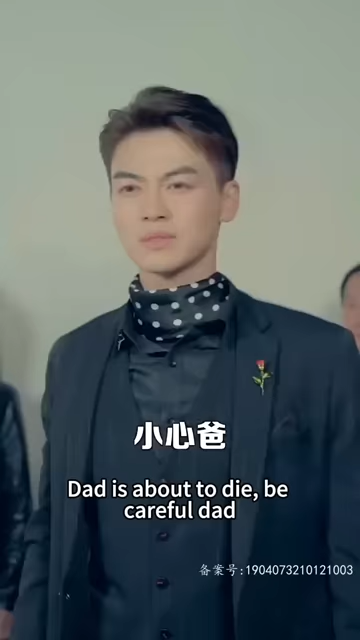 小心爸
Dad is about to die, be
careful dad
备案号:1904073210121003